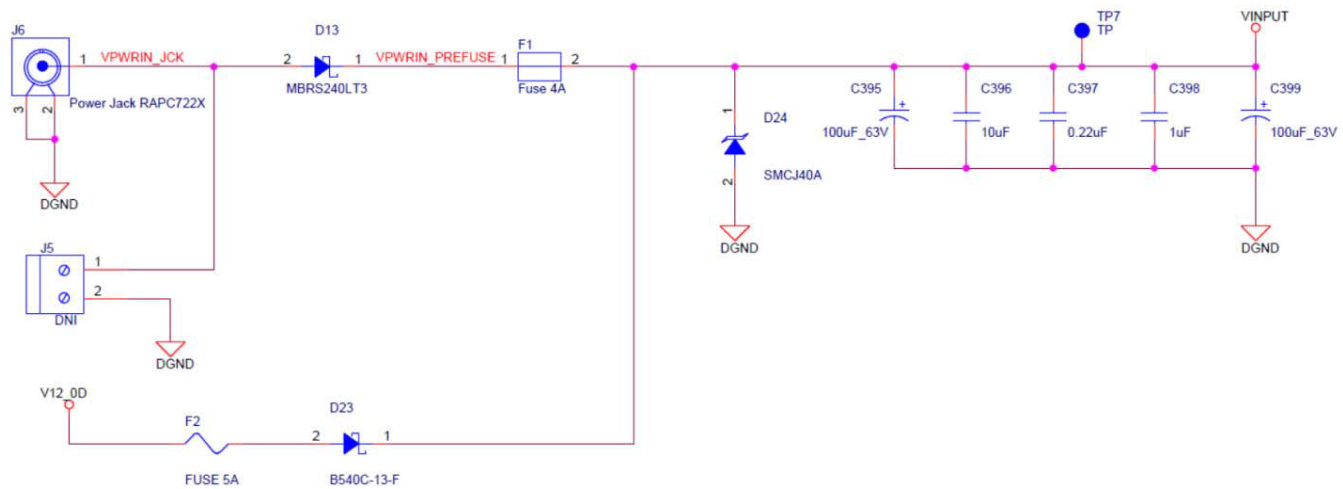 J6
1
VPWRIN_JCK
3
2
Power Jack RAPC722X
DGND
D13
2
1
MBRS240LT3
VPWRIN_PREFUSE
F1
1
2
Fuse 4A
TP7
TP
VINPUT
1
D24
2
SMCJ40A
DGND
C395
+
100uF_63V
C396
10uF
C397
0.22uF
C398
1uF
C399
+
100uF_63V
DGND
J5
1
2
DNI
DGND
V12_0D
F2
FUSE 5A
D23
2
1
B540C-13-F